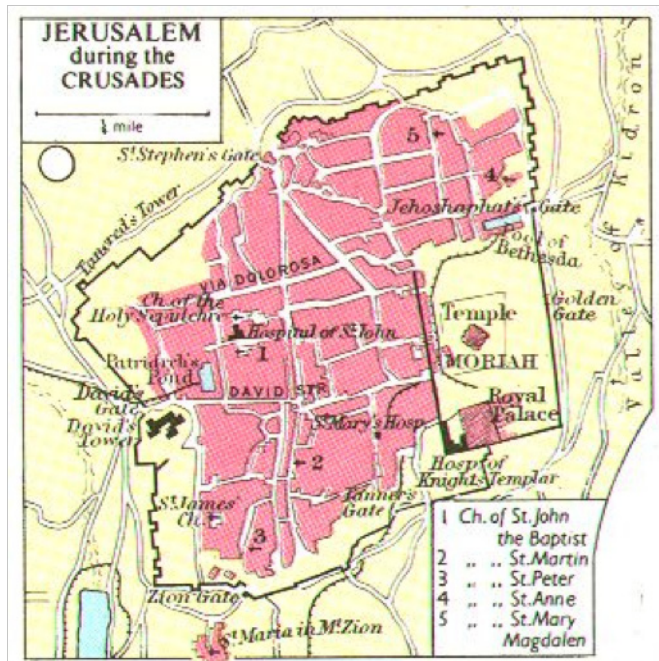 JERUSALEM
during the
CRUSADES
¼ mile
St. Stephen's Gate
Tancred's Tower
5
4
Jehoshaphat's Gate
Pool of
Bethesda
Valley of Kidron
VIA DOLOROSA
Ch. of the
Holy Sepulchre
Hospital of St. John
1
Golden
Gate
Temple
MORIAH
Patriarch's
Pond
DAVID STR.
David's
Gate
David's
Tower
Royal
Palace
St. Mary's Hosp.
2
Hosp. of
Knights Templar
Tanner's
Gate
St. James'
Ch.
3
Zion Gate
St. Maria in Mt. Zion
1 Ch. of St. John
the Baptist
2 „ „ St. Martin
3 „ „ St. Peter
4 „ „ St. Anne
5 „ „ St. Mary
Magdalen